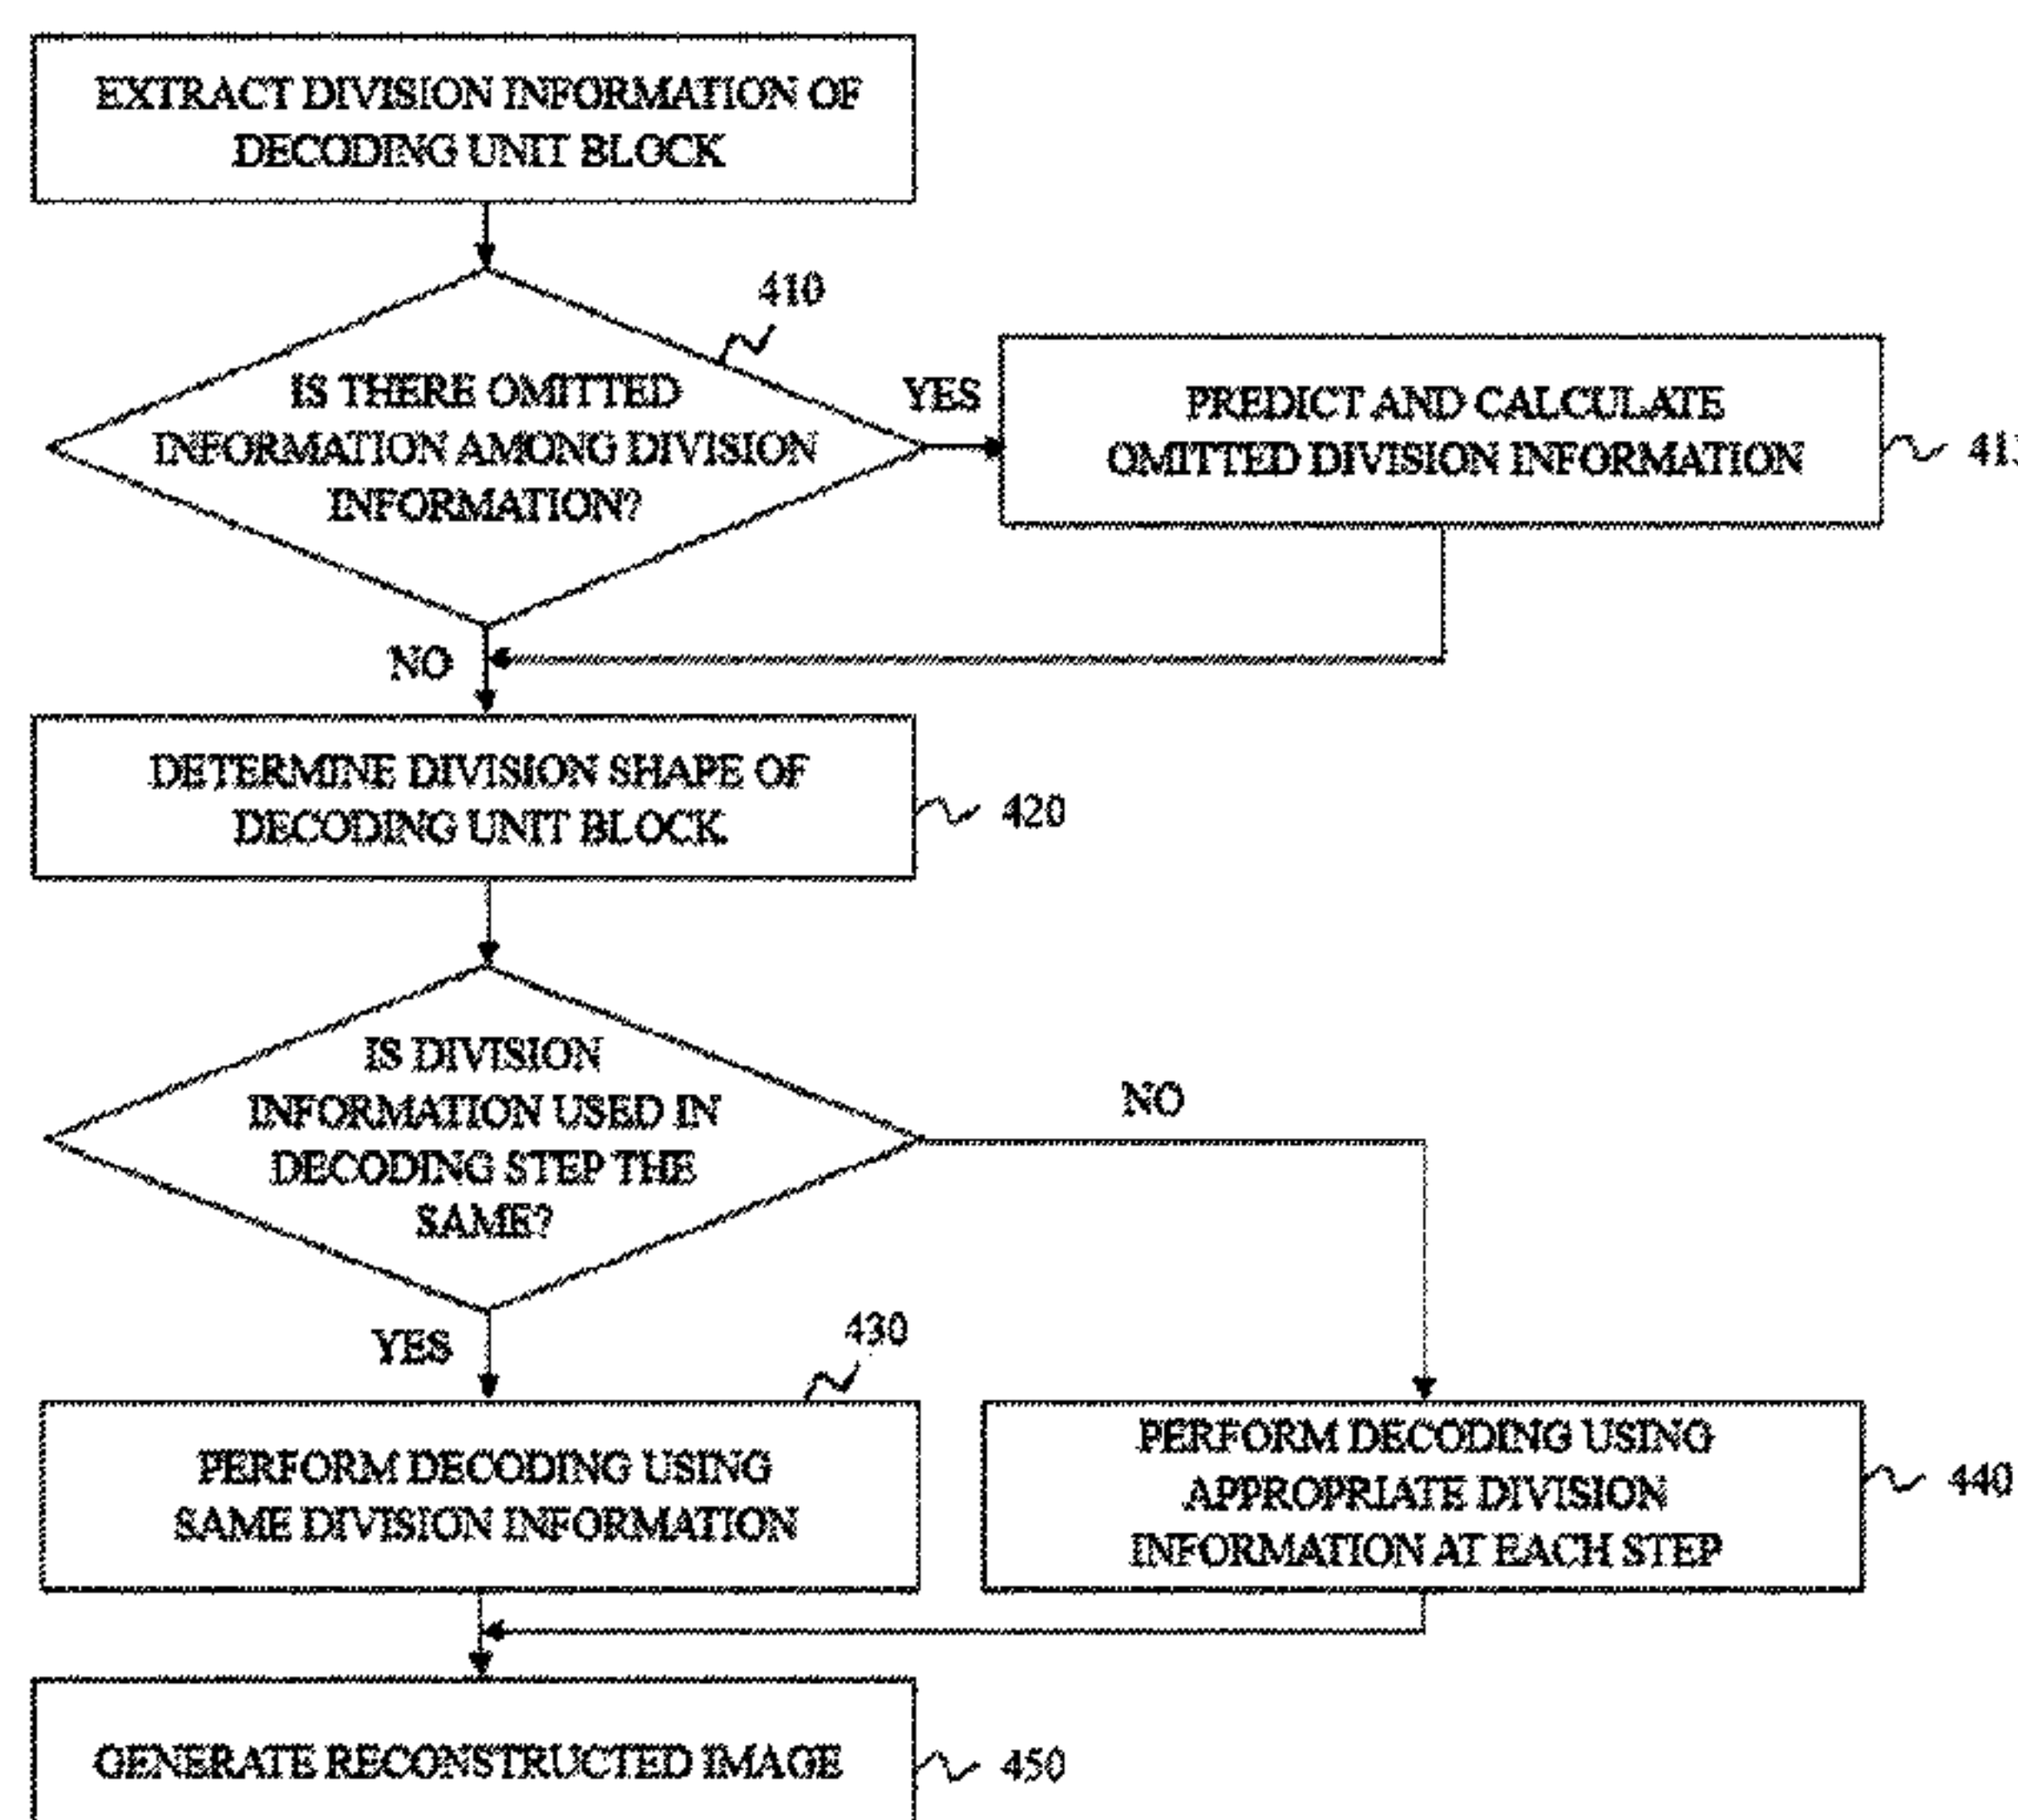 EXTRACT DIVISION INFORMATION OF
DECODING UNIT BLOCK
410
IS THERE OMITTED
INFORMATION AMONG DIVISION
INFORMATION?
YES
PREDICT AND CALCULATE
OMITTED DIVISION INFORMATION
NO
DETERMINE DIVISION SHAPE OF
DECODING UNIT BLOCK
420
IS DIVISION
INFORMATION USED IN
DECODING STEP THE
SAME?
NO
YES
430
PERFORM DECODING USING
SAME DIVISION INFORMATION
PERFORM DECODING USING
APPROPRIATE DIVISION
INFORMATION AT EACH STEP
440
GENERATE RECONSTRUCTED IMAGE
450